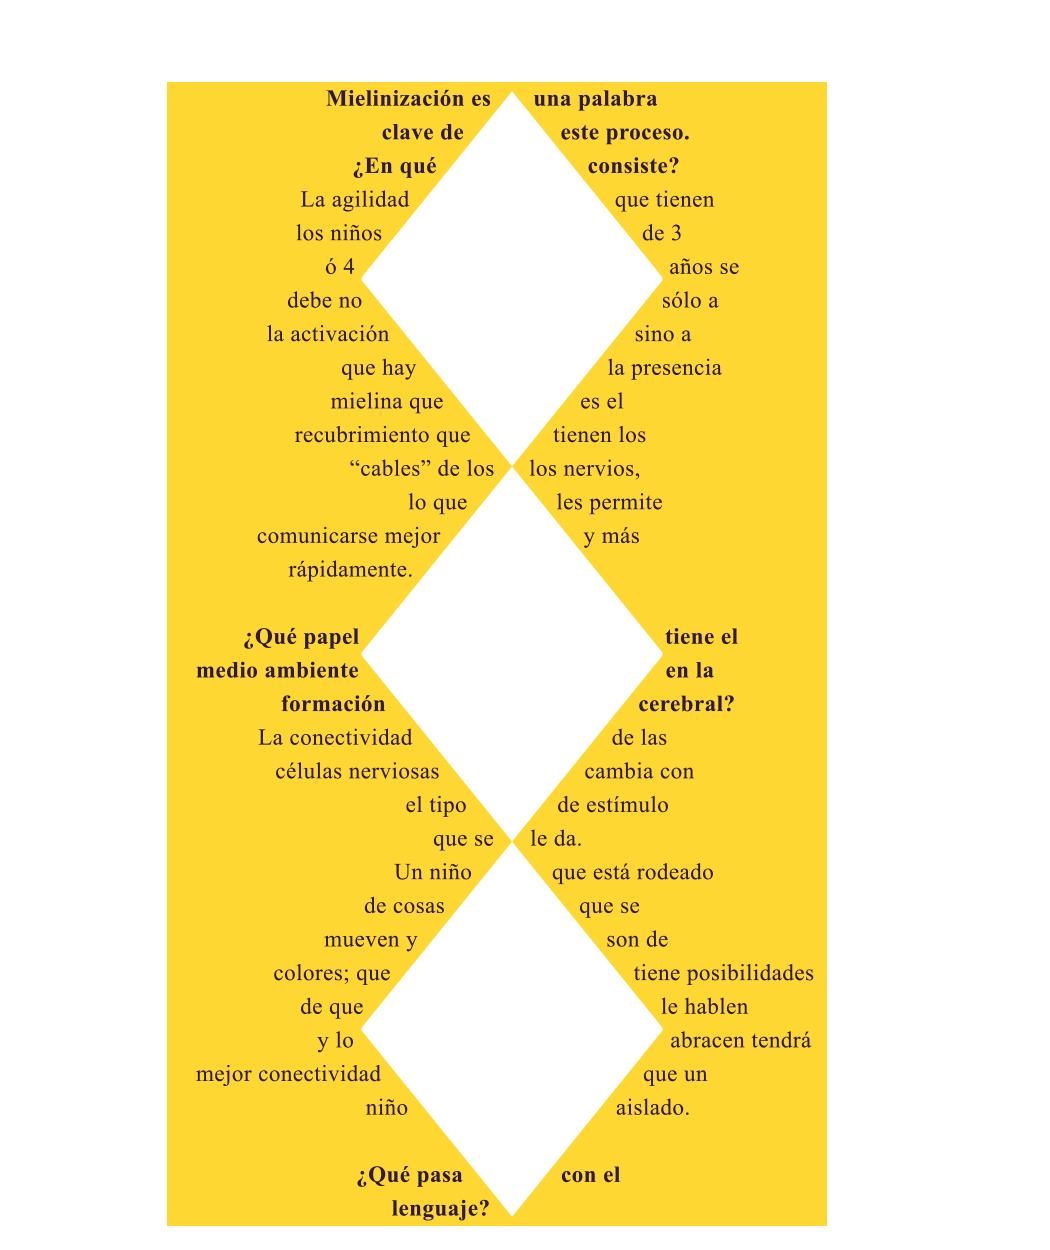 Mielinización es una palabra
clave de este proceso.
¿En qué consiste?
La agilidad que tienen
los niños de 3
ó 4 años se
debe no sólo a
la activación sino a
que hay la presencia
mielina que es el
recubrimiento que tienen los
“cables” de los los nervios,
lo que les permite
comunicarse mejor y más
rápidamente.
¿Qué papel tiene el
medio ambiente en la
formación cerebral?
La conectividad de las
células nerviosas cambia con
el tipo de estímulo
que se le da.
Un niño que está rodeado
de cosas que se
mueven y son de
colores; que tiene posibilidades
de que le hablen
y lo abracen tendrá
mejor conectividad que un
niño aislado.
¿Qué pasa con el
lenguaje?